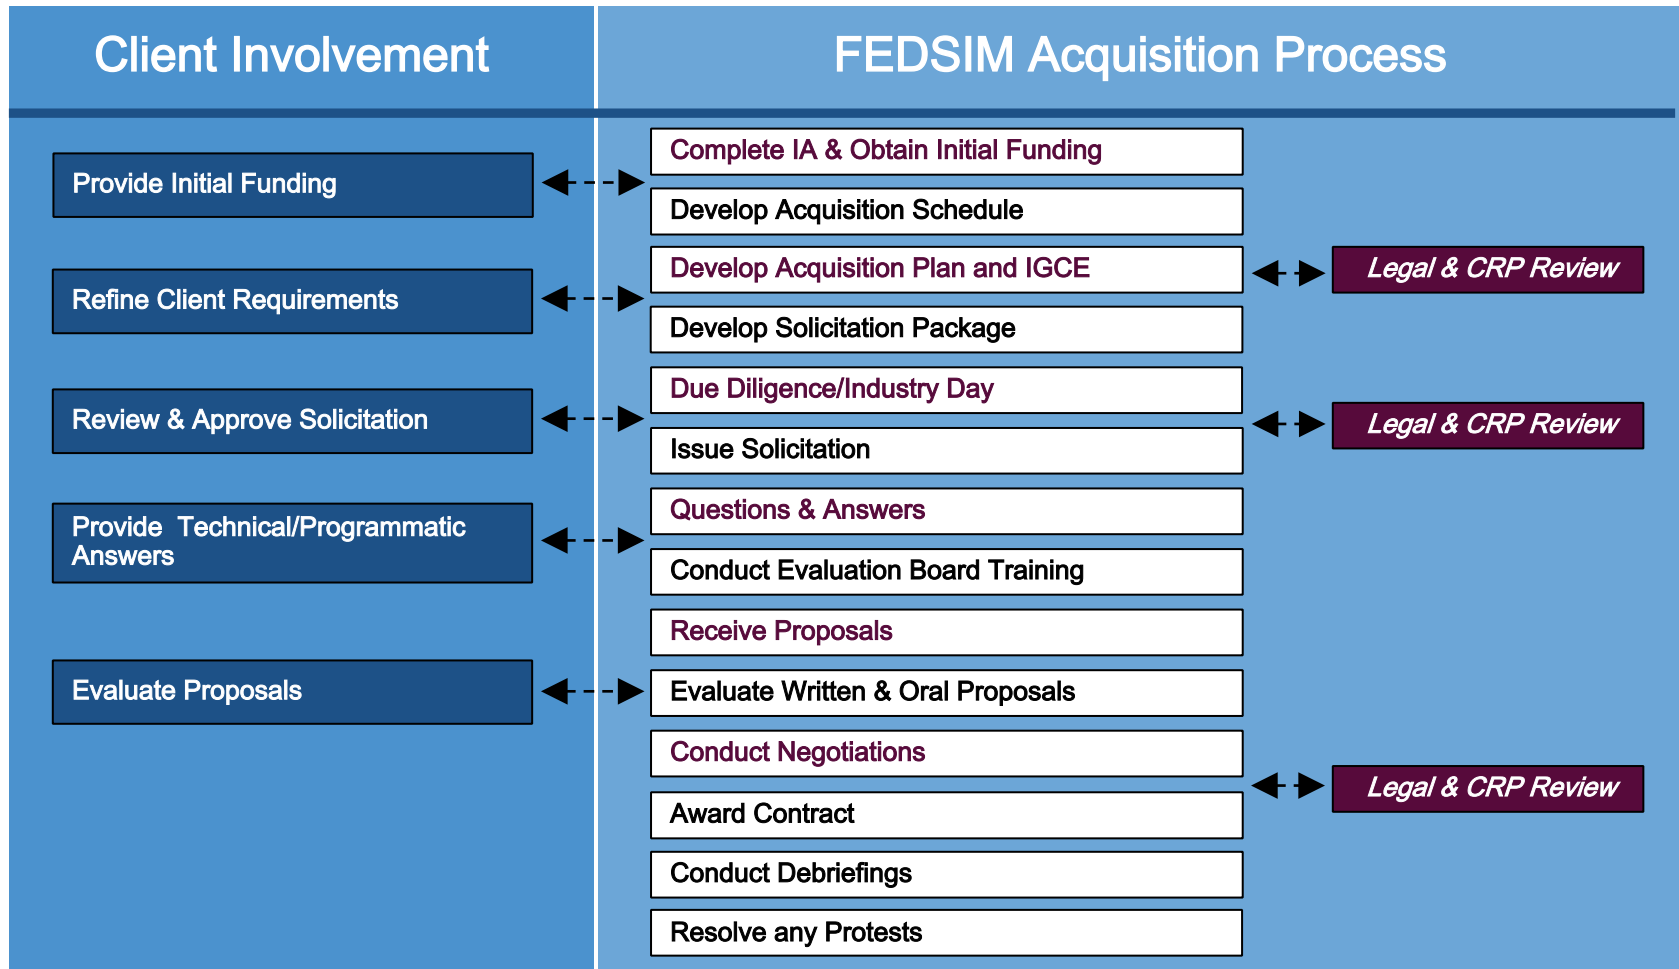 Client Involvement
FEDSIM Acquisition Process
Complete IA & Obtain Initial Funding
Provide Initial Funding
Develop Acquisition Schedule
Develop Acquisition Plan and IGCE
Legal & CRP Review
Refine Client Requirements
Develop Solicitation Package
Due Diligence/Industry Day
Review & Approve Solicitation
Legal & CRP Review
Issue Solicitation
Questions & Answers
Provide Technical/Programmatic
Answers
Conduct Evaluation Board Training
Receive Proposals
Evaluate Proposals
Evaluate Written & Oral Proposals
Conduct Negotiations
Legal & CRP Review
Award Contract
Conduct Debriefings
Resolve any Protests